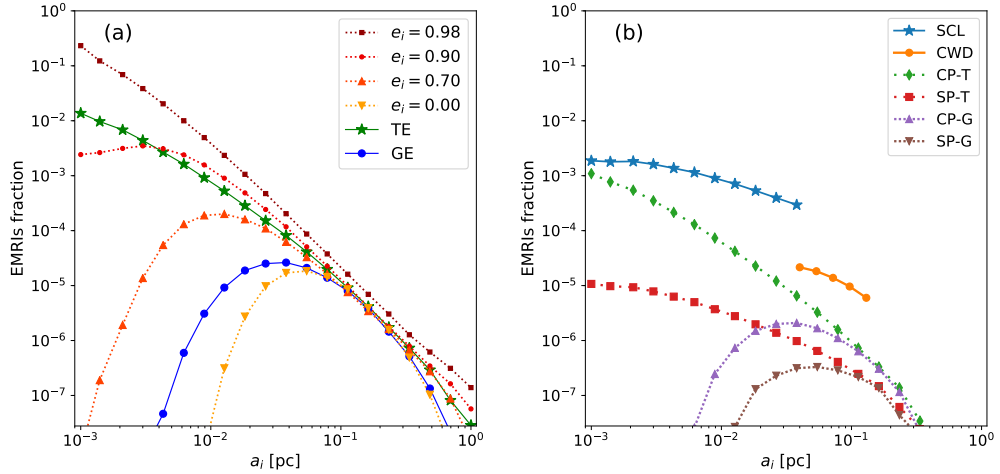 (a)
e_i = 0.98
e_i = 0.90
e_i = 0.70
e_i = 0.00
TE
GE
EMRIs fraction
10^0
10^{-1}
10^{-2}
10^{-3}
10^{-4}
10^{-5}
10^{-6}
10^{-7}
10^{-3} 10^{-2} 10^{-1} 10^0
a_i [pc]
(b)
SCL
CWD
CP-T
SP-T
CP-G
SP-G
EMRIs fraction
10^0
10^{-1}
10^{-2}
10^{-3}
10^{-4}
10^{-5}
10^{-6}
10^{-7}
10^{-3} 10^{-2} 10^{-1} 10^0
a_i [pc]